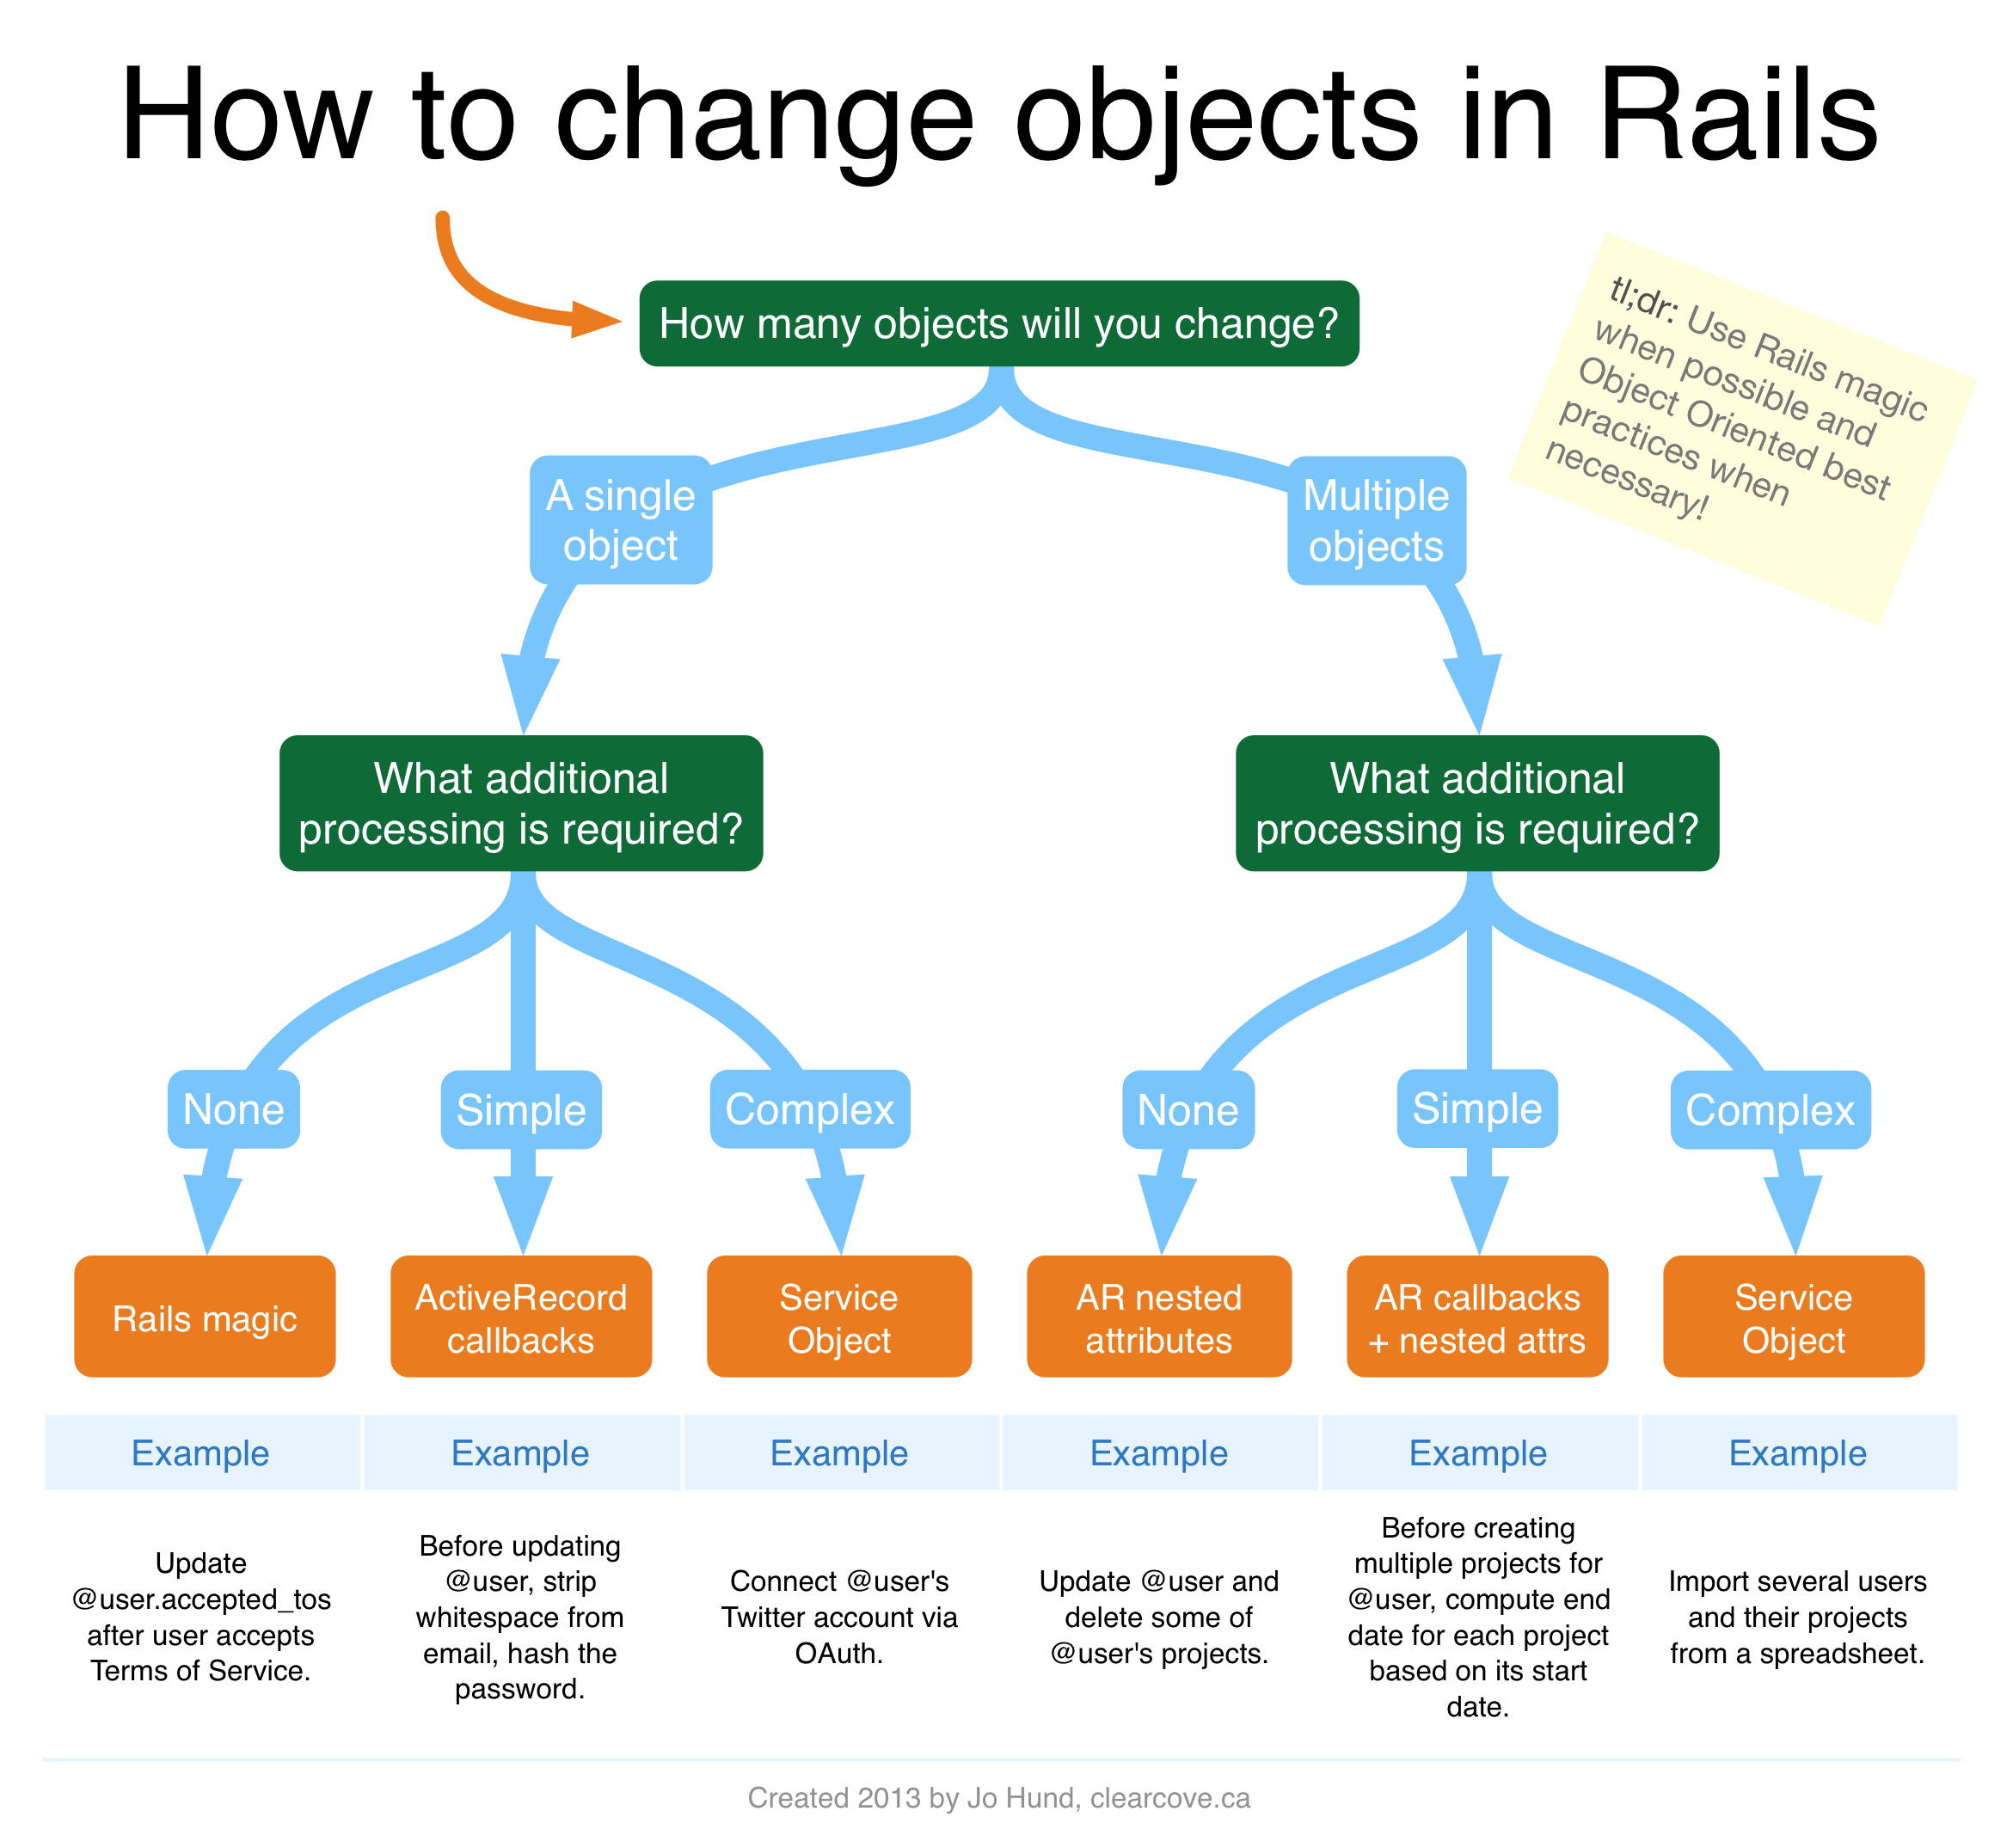 How to change objects in Rails
How many objects will you change?
tl;dr: Use Rails magic
when possible and
Object Oriented best
practices when
necessary!
A single
object
Multiple
objects
What additional
processing is required?
What additional
processing is required?
None
Simple
Complex
None
Simple
Complex
Rails magic
ActiveRecord
callbacks
Service
Object
AR nested
attributes
AR callbacks
+ nested attrs
Service
Object
Example
Example
Example
Example
Example
Example
Update
@user.accepted_tos
after user accepts
Terms of Service.
Before updating
@user, strip
whitespace from
email, hash the
password.
Connect @user's
Twitter account via
OAuth.
Update @user and
delete some of
@user's projects.
Before creating
multiple projects for
@user, compute end
date for each project
based on its start
date.
Import several users
and their projects
from a spreadsheet.
Created 2013 by Jo Hund, clearcove.ca